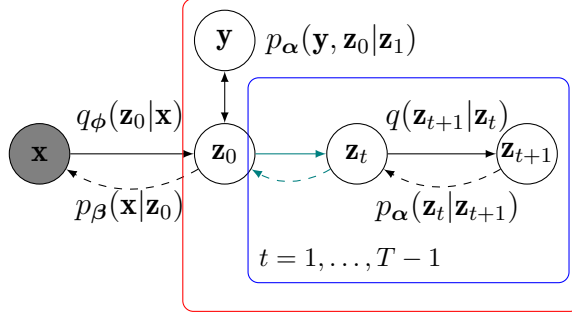 y p_α(y, z_0|z_1)
q_ϕ(z_0|x) q(z_{t+1}|z_t)
x z_0 z_t z_{t+1}
p_β(x|z_0) p_α(z_t|z_{t+1})
t = 1, . . . , T − 1